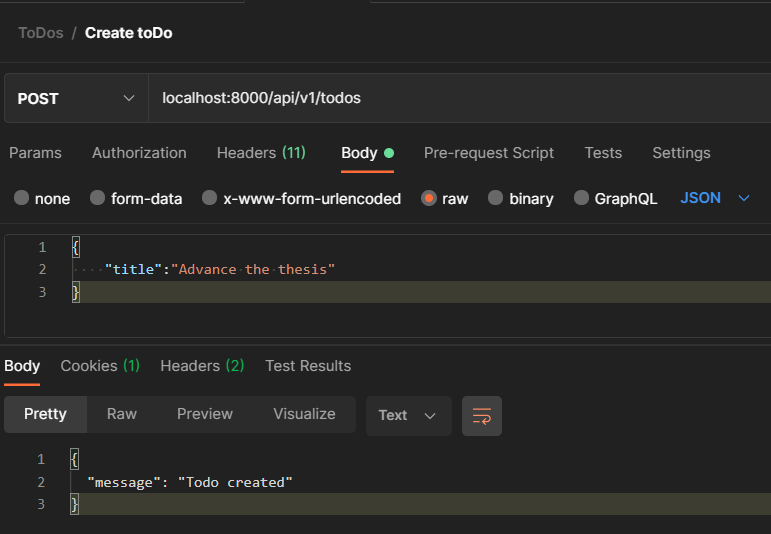 ToDos / Create toDo
POST localhost:8000/api/v1/todos
Params Authorization Headers (11) Body Pre-request Script Tests Settings
none form-data x-www-form-urlencoded raw binary GraphQL JSON
1 {
2 "title":"Advance the thesis"
3 }
Body Cookies (1) Headers (2) Test Results
Pretty Raw Preview Visualize Text
1 {
2 "message": "Todo created"
3 }